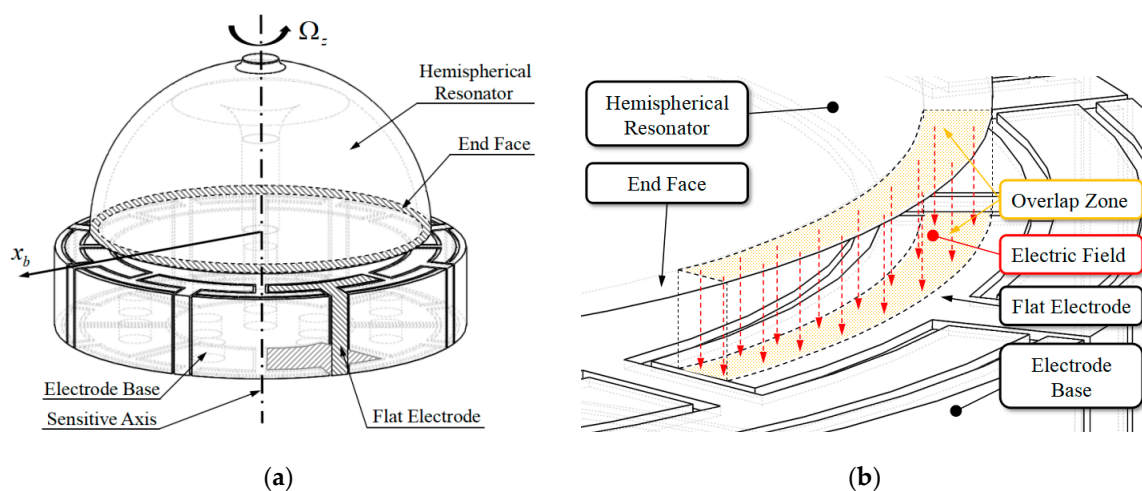 Ω_z
Hemispherical
Resonator
End Face
x_b
Electrode Base
Sensitive Axis
Flat Electrode
(a)
Hemispherical
Resonator
End Face
Overlap Zone
Electric Field
Flat Electrode
Electrode
Base
(b)